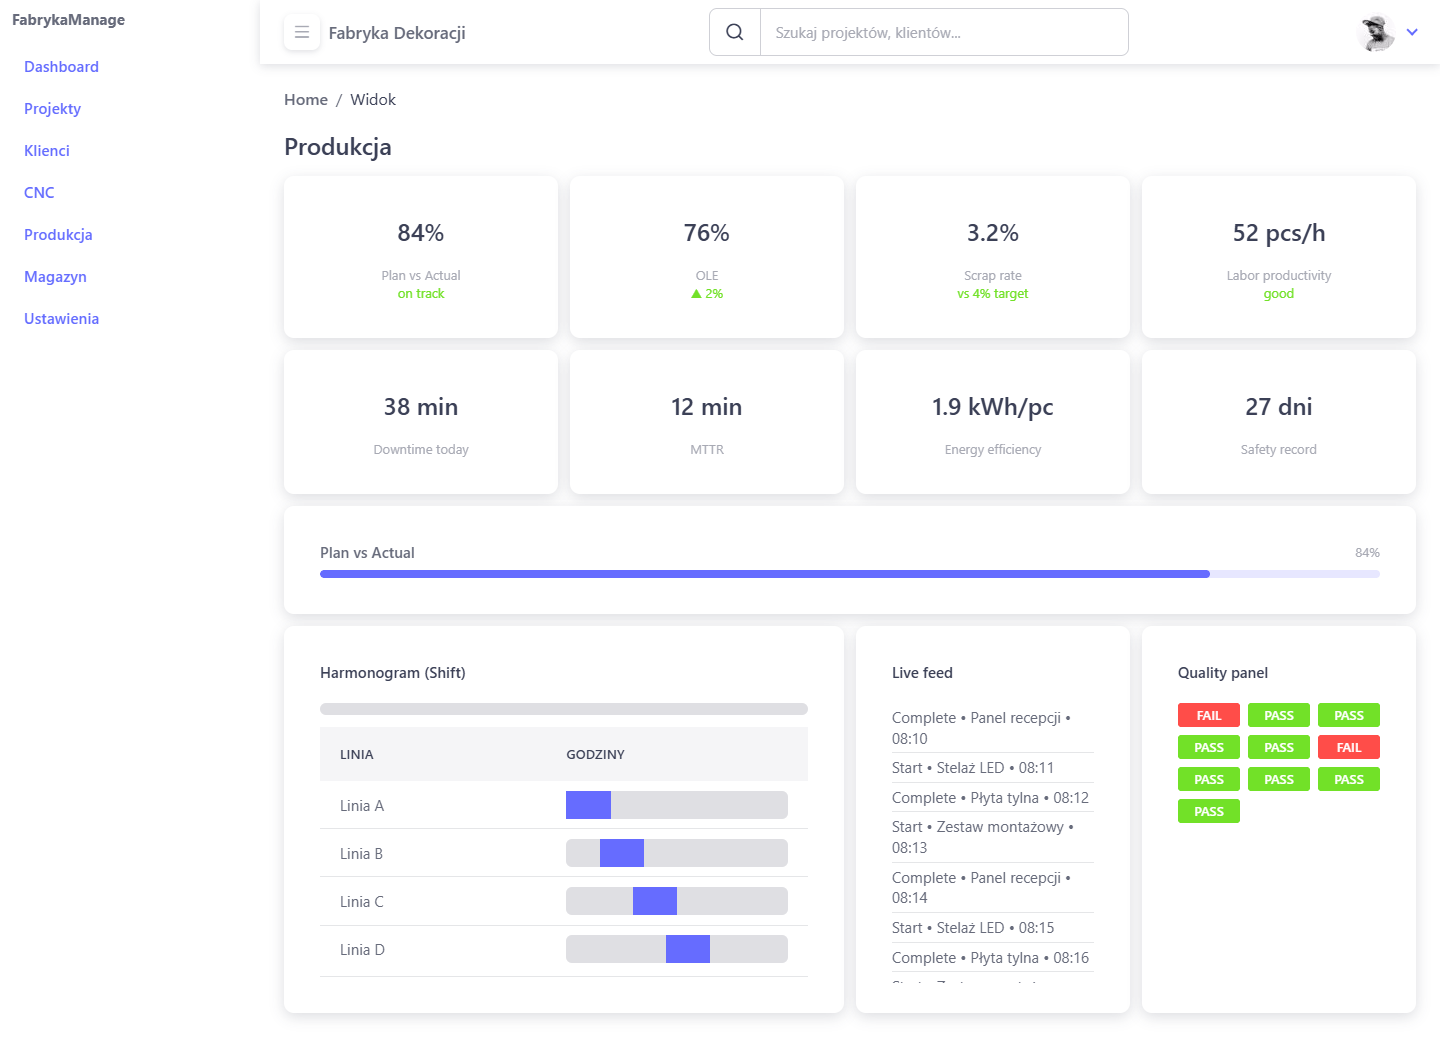 FabrykaManage
Dashboard
Projekty
Klienci
CNC
Produkcja
Magazyn
Ustawienia
Fabryka Dekoracji
Szukaj projektów, klientów...
Home / Widok
Produkcja
84%
Plan vs Actual
on track
76%
OLE
▲ 2%
3.2%
Scrap rate
vs 4% target
52 pcs/h
Labor productivity
good
38 min
Downtime today
12 min
MTTR
1.9 kWh/pc
Energy efficiency
27 dni
Safety record
Plan vs Actual
84%
Harmonogram (Shift)
LINIA GODZINY
Linia A
Linia B
Linia C
Linia D
Live feed
Complete • Panel recepcji •
08:10
Start • Stelaż LED • 08:11
Complete • Płyta tylna • 08:12
Start • Zestaw montażowy •
08:13
Complete • Panel recepcji •
08:14
Start • Stelaż LED • 08:15
Complete • Płyta tylna • 08:16
Quality panel
FAIL PASS PASS
PASS PASS FAIL
PASS PASS PASS
PASS